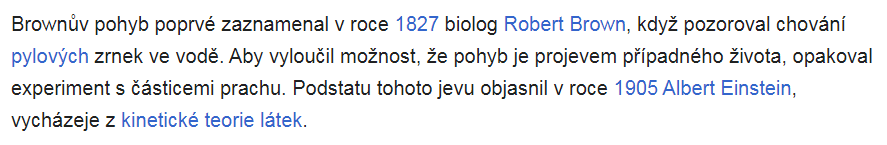 Brownův pohyb poprvé zaznamenal v roce 1827 biolog Robert Brown, když pozoroval chování
pylových zrnek ve vodě. Aby vyloučil možnost, že pohyb je projevem případného života, opakoval
experiment s částicemi prachu. Podstatu tohoto jevu objasnil v roce 1905 Albert Einstein,
vycházeje z kinetické teorie látek.